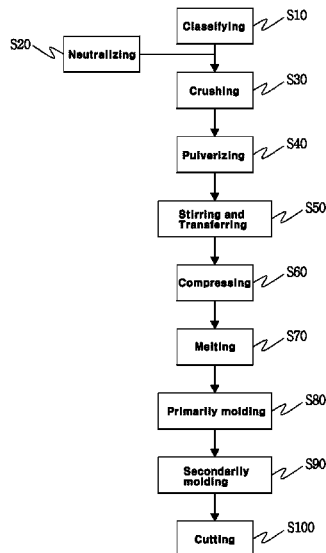 Classifying
S10
S20
Neutralizing
Crushing
S30
Pulverizing
S40
Stirring and
Transferring
S50
Compressing
S60
Melting
S70
Primarily molding
S80
Secondarily
molding
S90
Cutting
S100